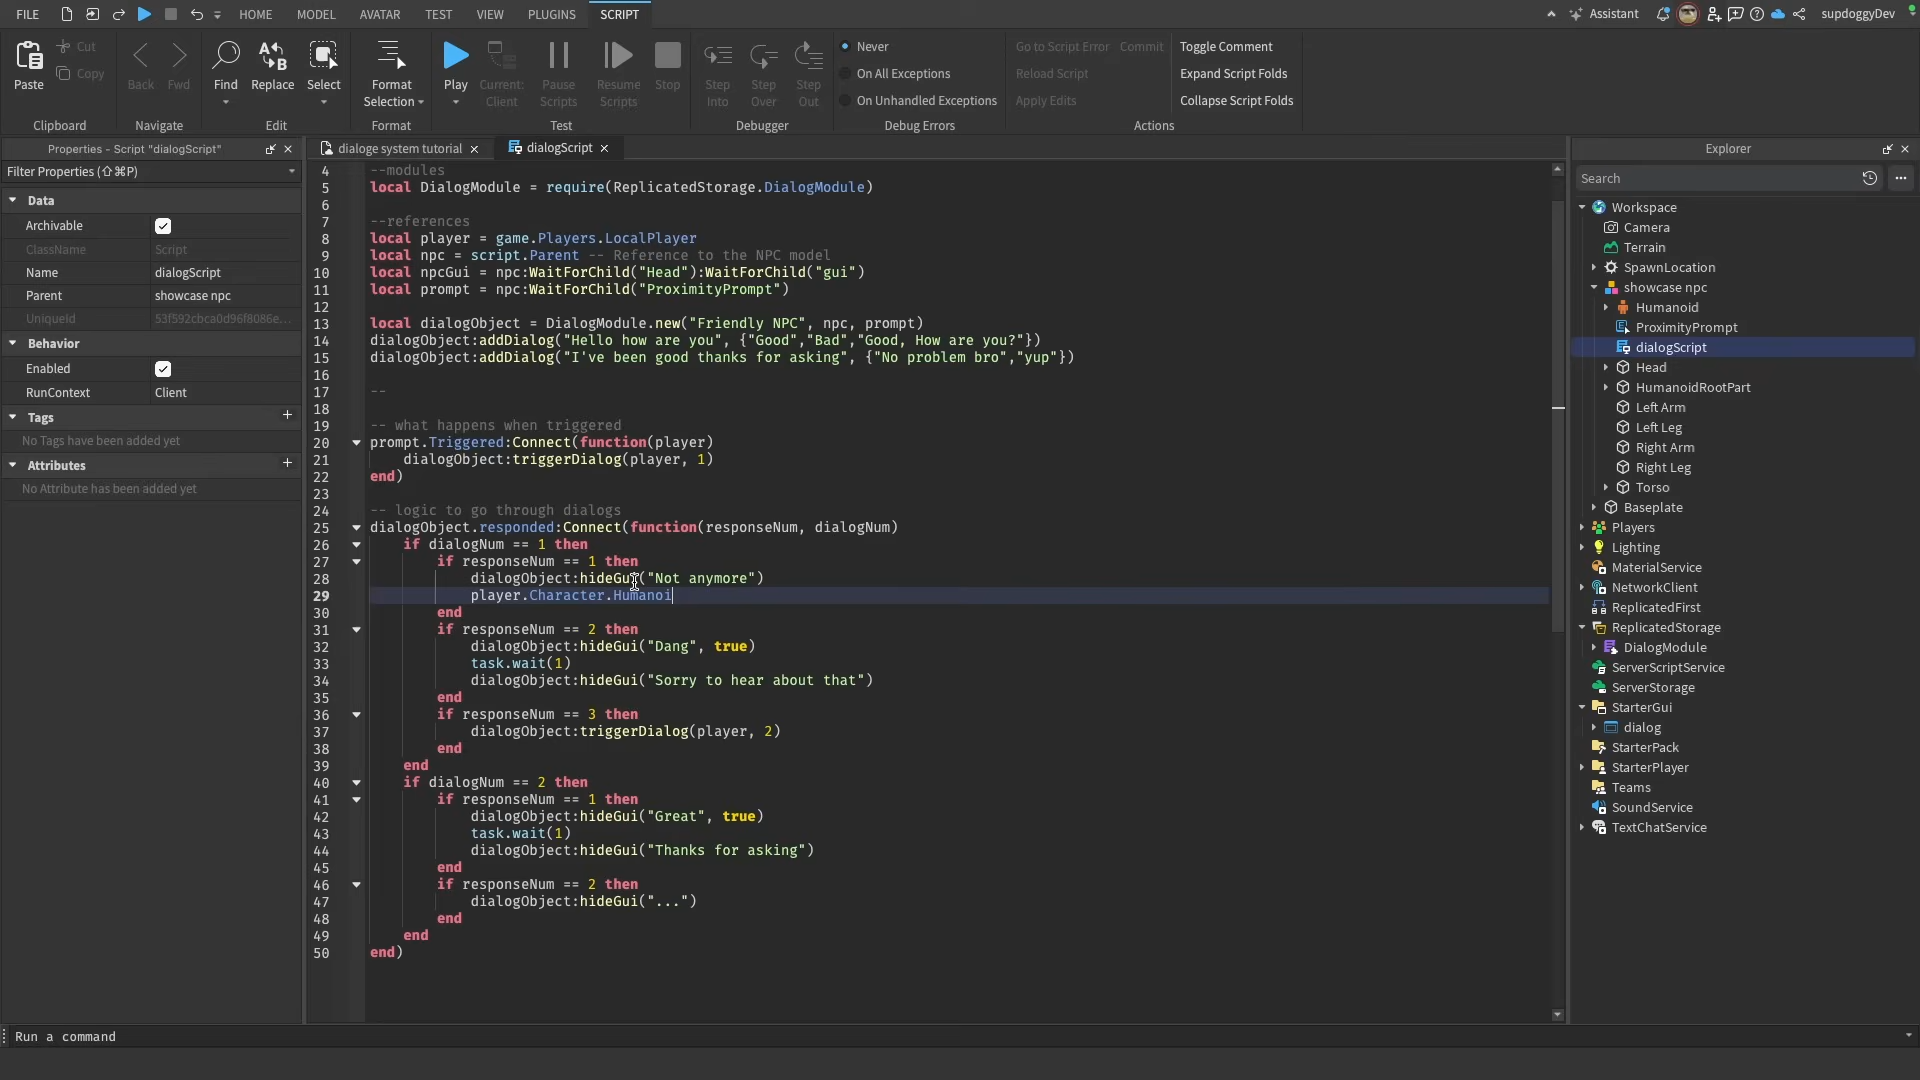 FILE
HOME
MODEL
AVATAR
TEST
VIEW
PLUGINS
SCRIPT
Assistant
supdoggyDev
Paste
Cut
Copy
Clipboard
Back
Fwd
Navigate
Find
Replace
Select
Edit
Format
Selection
Format
Play
Current:
Client
Pause
Scripts
Resume
Scripts
Stop
Test
Step
Into
Step
Over
Step
Out
Debugger
Never
On All Exceptions
On Unhandled Exceptions
Debug Errors
Go to Script Error
Commit
Reload Script
Apply Edits
Toggle Comment
Expand Script Folds
Collapse Script Folds
Actions
Properties - Script "dialogScript"
Filter Properties (⇧⌘P)
Data
Archivable
ClassName Script
Name dialogScript
Parent showcase npc
UniqueId 53f592cbca0d96f8086e...
Behavior
Enabled
RunContext Client
Tags
No Tags have been added yet
Attributes
No Attribute has been added yet
dialoge system tutorial
dialogScript
4 --modules
5 local DialogModule = require(ReplicatedStorage.DialogModule)
6
7 --references
8 local player = game.Players.LocalPlayer
9 local npc = script.Parent -- Reference to the NPC model
10 local npcGui = npc:WaitForChild("Head"):WaitForChild("gui")
11 local prompt = npc:WaitForChild("ProximityPrompt")
12
13 local dialogObject = DialogModule.new("Friendly NPC", npc, prompt)
14 dialogObject:addDialog("Hello how are you", {"Good","Bad","Good, How are you?"})
15 dialogObject:addDialog("I've been good thanks for asking", {"No problem bro","yup"})
16
17 --
18
19 -- what happens when triggered
20 prompt.Triggered:Connect(function(player)
21 dialogObject:triggerDialog(player, 1)
22 end)
23
24 -- logic to go through dialogs
25 dialogObject.responded:Connect(function(responseNum, dialogNum)
26 if dialogNum == 1 then
27 if responseNum == 1 then
28 dialogObject:hideGui("Not anymore")
29 player.Character.Humanoi
30 end
31 if responseNum == 2 then
32 dialogObject:hideGui("Dang", true)
33 task.wait(1)
34 dialogObject:hideGui("Sorry to hear about that")
35 end
36 if responseNum == 3 then
37 dialogObject:triggerDialog(player, 2)
38 end
39 end
40 if dialogNum == 2 then
41 if responseNum == 1 then
42 dialogObject:hideGui("Great", true)
43 task.wait(1)
44 dialogObject:hideGui("Thanks for asking")
45 end
46 if responseNum == 2 then
47 dialogObject:hideGui("...")
48 end
49 end
50 end)
Explorer
Search
Workspace
Camera
Terrain
SpawnLocation
showcase npc
Humanoid
ProximityPrompt
dialogScript
Head
HumanoidRootPart
Left Arm
Left Leg
Right Arm
Right Leg
Torso
Baseplate
Players
Lighting
MaterialService
NetworkClient
ReplicatedFirst
ReplicatedStorage
DialogModule
ServerScriptService
ServerStorage
StarterGui
dialog
StarterPack
StarterPlayer
Teams
SoundService
TextChatService
Run a command